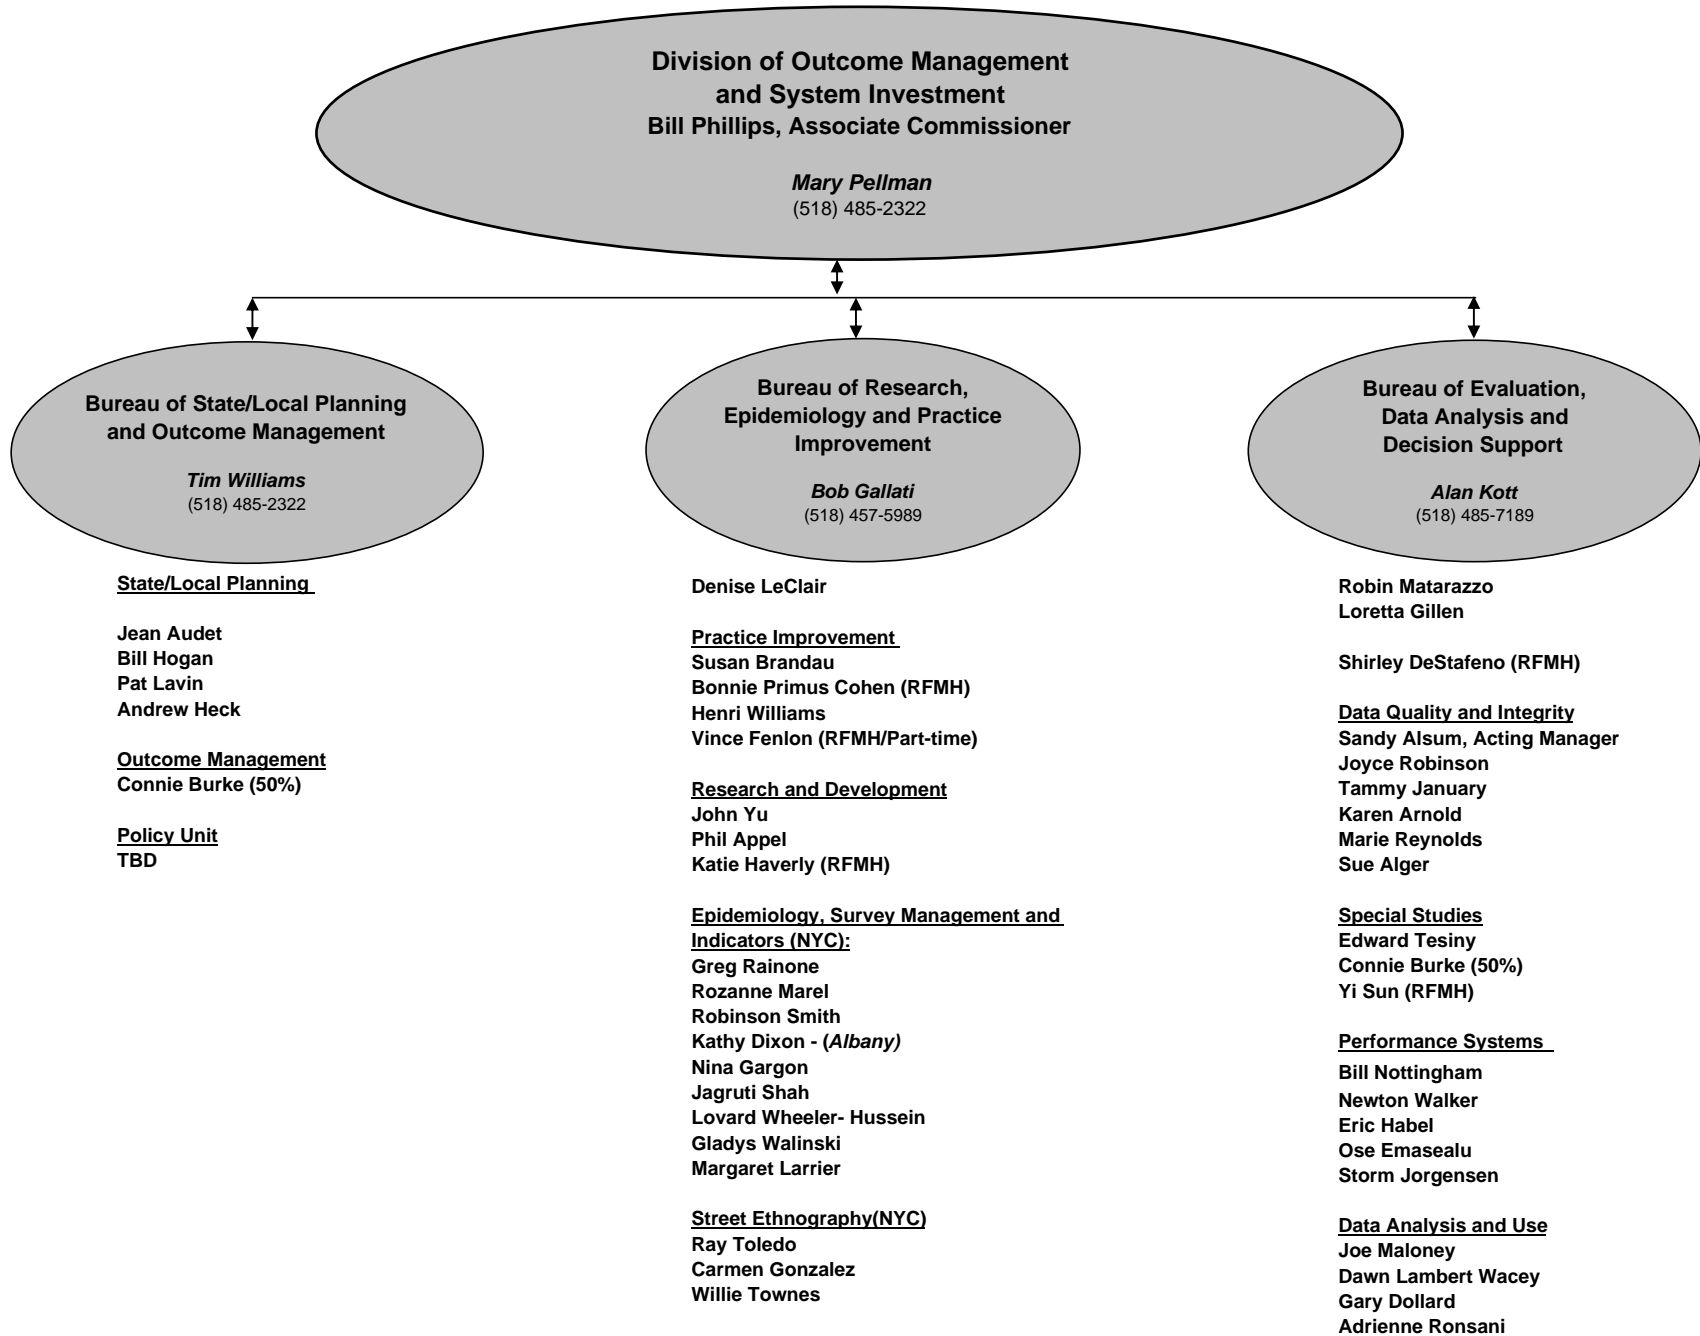 Division of Outcome Management
and System Investment
Bill Phillips, Associate Commissioner
Mary Pellman
(518) 485-2322
Bureau of State/Local Planning
and Outcome Management
Tim Williams
(518) 485-2322
State/Local Planning
Jean Audet
Bill Hogan
Pat Lavin
Andrew Heck
Outcome Management
Connie Burke (50%)
Policy Unit
TBD
Bureau of Research,
Epidemiology and Practice
Improvement
Bob Gallati
(518) 457-5989
Denise LeClair
Practice Improvement
Susan Brandau
Bonnie Primus Cohen (RFMH)
Henri Williams
Vince Fenlon (RFMH/Part-time)
Research and Development
John Yu
Phil Appel
Katie Haverly (RFMH)
Epidemiology, Survey Management and
Indicators (NYC):
Greg Rainone
Rozanne Marel
Robinson Smith
Kathy Dixon - (Albany)
Nina Gargon
Jagruti Shah
Lovard Wheeler- Hussein
Gladys Walinski
Margaret Larrier
Street Ethnography(NYC)
Ray Toledo
Carmen Gonzalez
Willie Townes
Bureau of Evaluation,
Data Analysis and
Decision Support
Alan Kott
(518) 485-7189
Robin Matarazzo
Loretta Gillen
Shirley DeStafeno (RFMH)
Data Quality and Integrity
Sandy Alsum, Acting Manager
Joyce Robinson
Tammy January
Karen Arnold
Marie Reynolds
Sue Alger
Special Studies
Edward Tesiny
Connie Burke (50%)
Yi Sun (RFMH)
Performance Systems
Bill Nottingham
Newton Walker
Eric Habel
Ose Emasealu
Storm Jorgensen
Data Analysis and Use
Joe Maloney
Dawn Lambert Wacey
Gary Dollard
Adrienne Ronsani